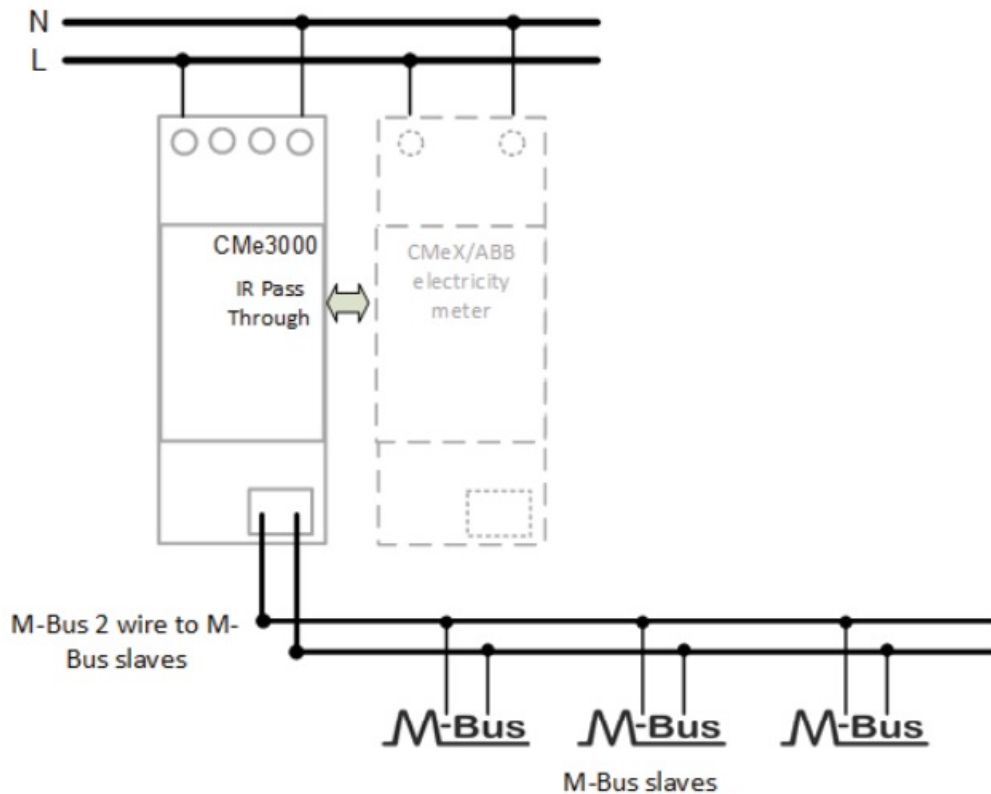 N
L
CMe3000
IR Pass
Through
CMeX/ABB
electricity
meter
M-Bus 2 wire to M-
Bus slaves
M-Bus
M-Bus
M-Bus
M-Bus slaves